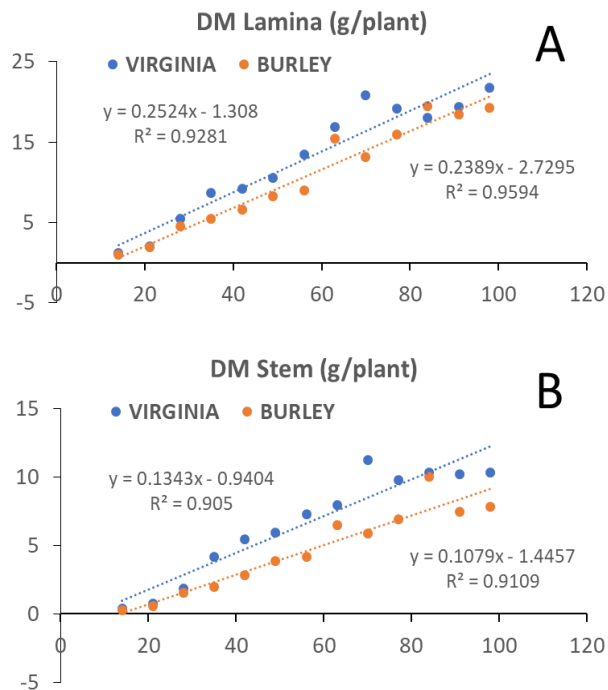 DM Lamina (g/plant)
A
25
VIRGINIA BURLEY
y = 0.2524x - 1.308
R² = 0.9281
15
y = 0.2389x - 2.7295
R² = 0.9594
5
0 20 40 60 80 100 120
-5
DM Stem (g/plant)
B
15
VIRGINIA BURLEY
10
y = 0.1343x - 0.9404
R² = 0.905
5
y = 0.1079x - 1.4457
R² = 0.9109
0
0 20 40 60 80 100 120
-5